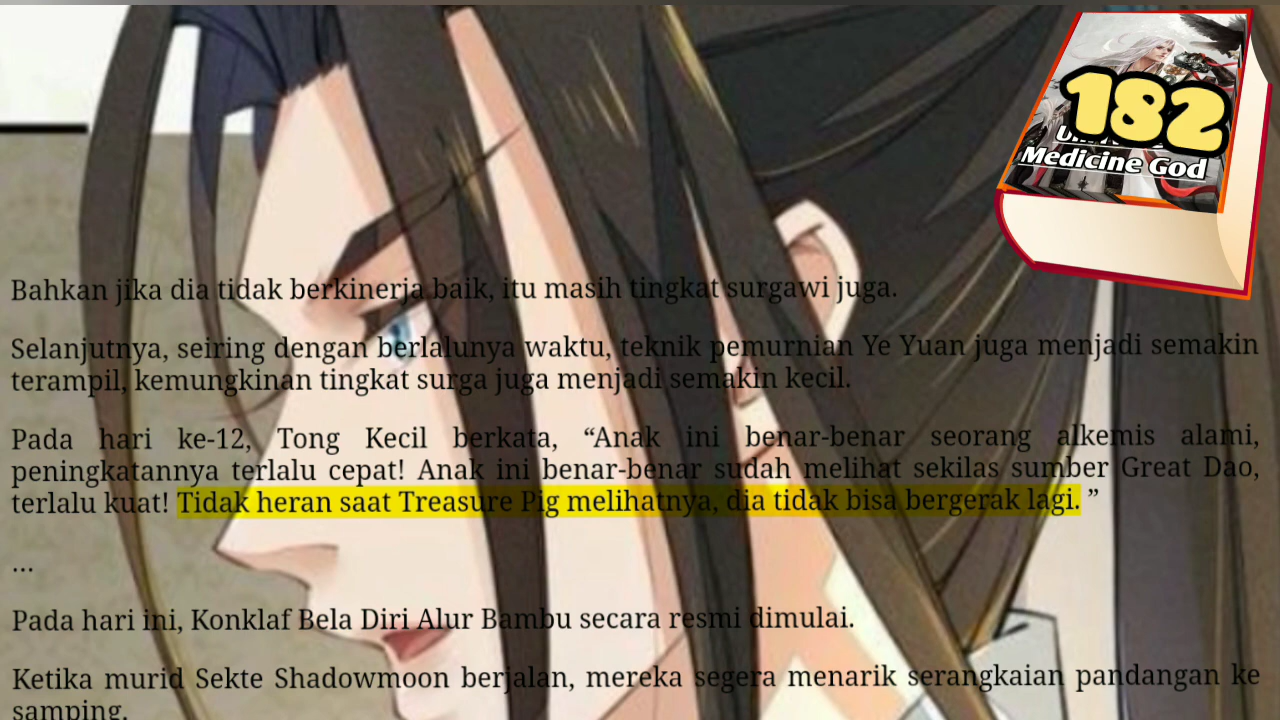 182
Medicine God
Bahkan jika dia tidak berkinerja baik, itu masih tingkat surgawi juga.
Selanjutnya, seiring dengan berlalunya waktu, teknik pemurnian Ye Yuan juga menjadi semakin
terampil, kemungkinan tingkat surga juga menjadi semakin kecil.
Pada hari ke-12, Tong Kecil berkata, “Anak ini benar-benar seorang alkemis alami,
peningkatannya terlalu cepat! Anak ini benar-benar sudah melihat sekilas sumber Great Dao,
terlalu kuat! Tidak heran saat Treasure Pig melihatnya, dia tidak bisa bergerak lagi. ”
...
Pada hari ini, Konklaf Bela Diri Alur Bambu secara resmi dimulai.
Ketika murid Sekte Shadowmoon berjalan, mereka segera menarik serangkaian pandangan ke
samping.